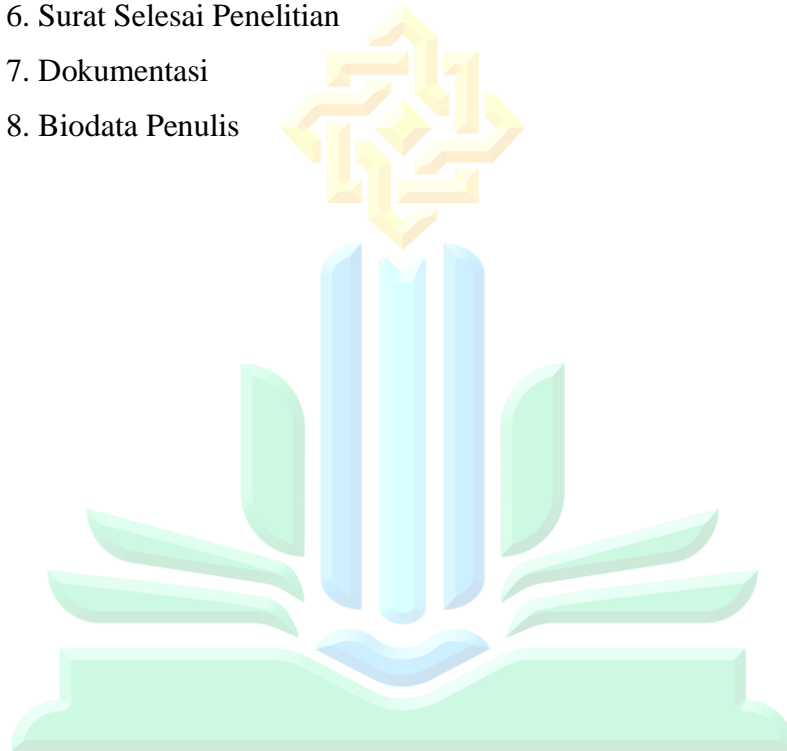 6. Surat Selesai Penelitian
7. Dokumentasi
8. Biodata Penulis